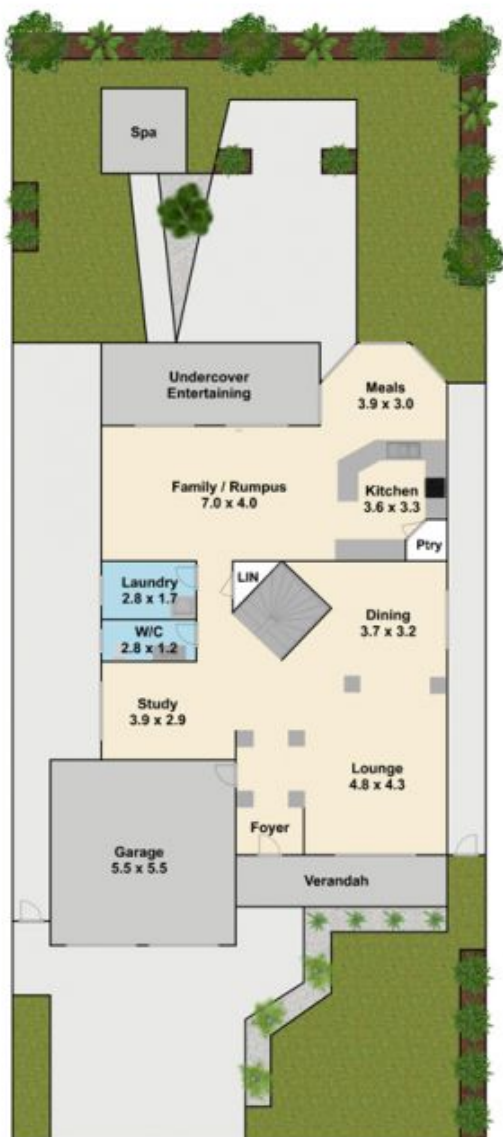 Spa
Undercover
Entertaining
Meals
3.9 x 3.0
Family / Rumpus
7.0 x 4.0
Kitchen
3.6 x 3.3
Ptry
Laundry
2.8 x 1.7
LIN
W/C
2.8 x 1.2
Dining
3.7 x 3.2
Study
3.9 x 2.9
Lounge
4.8 x 4.3
Foyer
Garage
5.5 x 5.5
Verandah